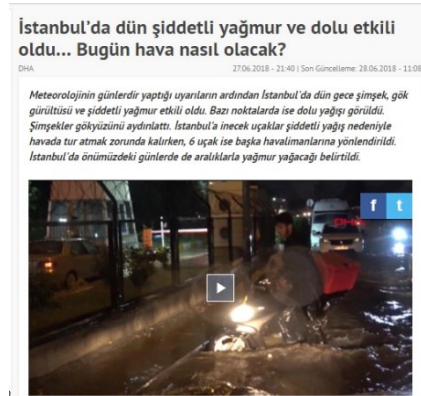 İstanbul’da dün şiddetli yağmur ve dolu etkili
oldu... Bugün hava nasıl olacak?
DHA
27.06.2018 - 21:40 | Son Güncelleme: 28.06.2018 - 11:08
Meteorolojinin günlerdir yaptığı uyarıların ardından İstanbul’da dün gece şimşek, gök
gürültüsü ve şiddetli yağmur etkili oldu. Bazı noktalarda ise dolu yağışı görüldü.
Şimşekler gökyüzünü aydınlattı. İstanbul’a inecek uçaklar şiddetli yağış nedeniyle
havada tur atmak zorunda kalırken, 6 uçak ise başka havalimanlarına yönlendirildi.
İstanbul’da önümüzdeki günlerde de aralıklarla yağmur yağacağı belirtildi.
f t